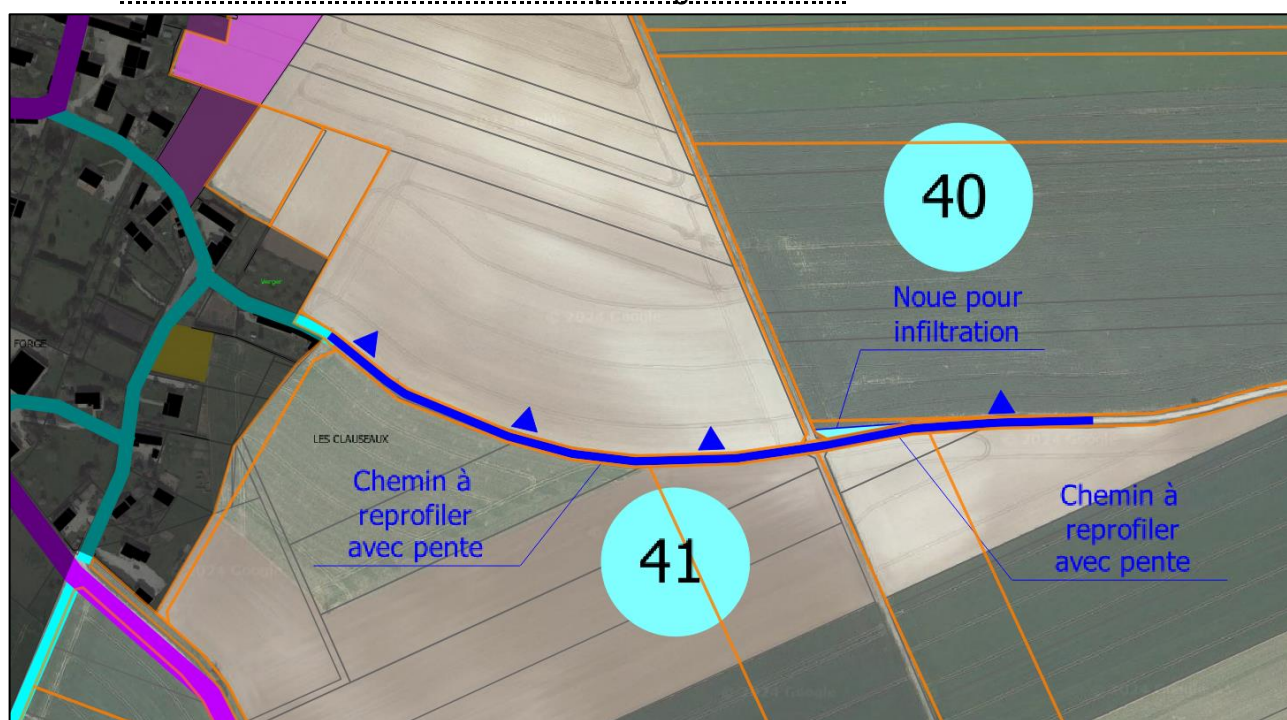 40
Noue pour
infiltration
Verger
FORGE
LES CLAUSEAUX
Chemin à
reprofiler
avec pente
41
Chemin à
reprofiler
avec pente
© 2024 Google